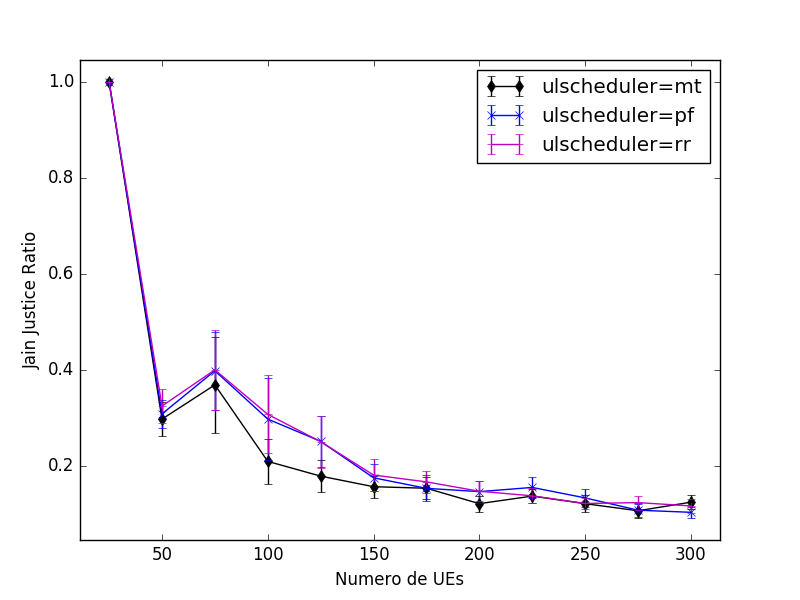 ulscheduler=mt
ulscheduler=pf
ulscheduler=rr
1.0
0.8
0.6
0.4
0.2
Jain Justice Ratio
50 100 150 200 250 300
Numero de UEs